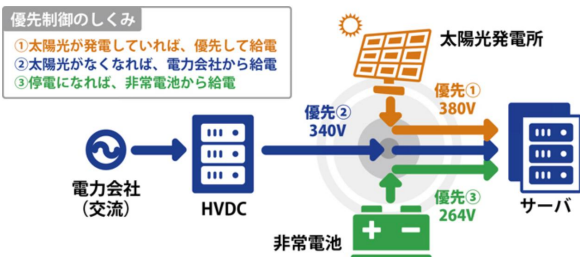 優先制御のしくみ
①太陽光が発電していれば、優先して給電
②太陽光がなくなれば、電力会社から給電
③停電になれば、非常電池から給電
太陽光発電所
優先①
380V
優先②
340V
電力会社
（交流）
HVDC
優先③
264V
サーバ
非常電池